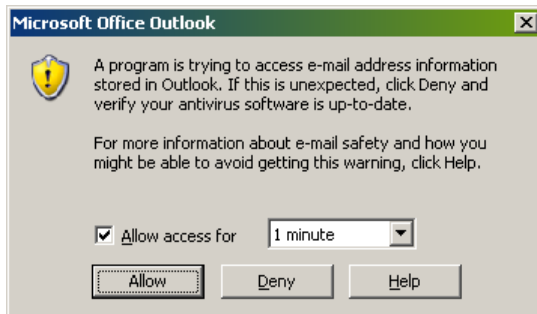 Microsoft Office Outlook
A program is trying to access e-mail address information
stored in Outlook. If this is unexpected, click Deny and
verify your antivirus software is up-to-date.
For more information about e-mail safety and how you
might be able to avoid getting this warning, click Help.
Allow access for 1 minute
Allow Deny Help